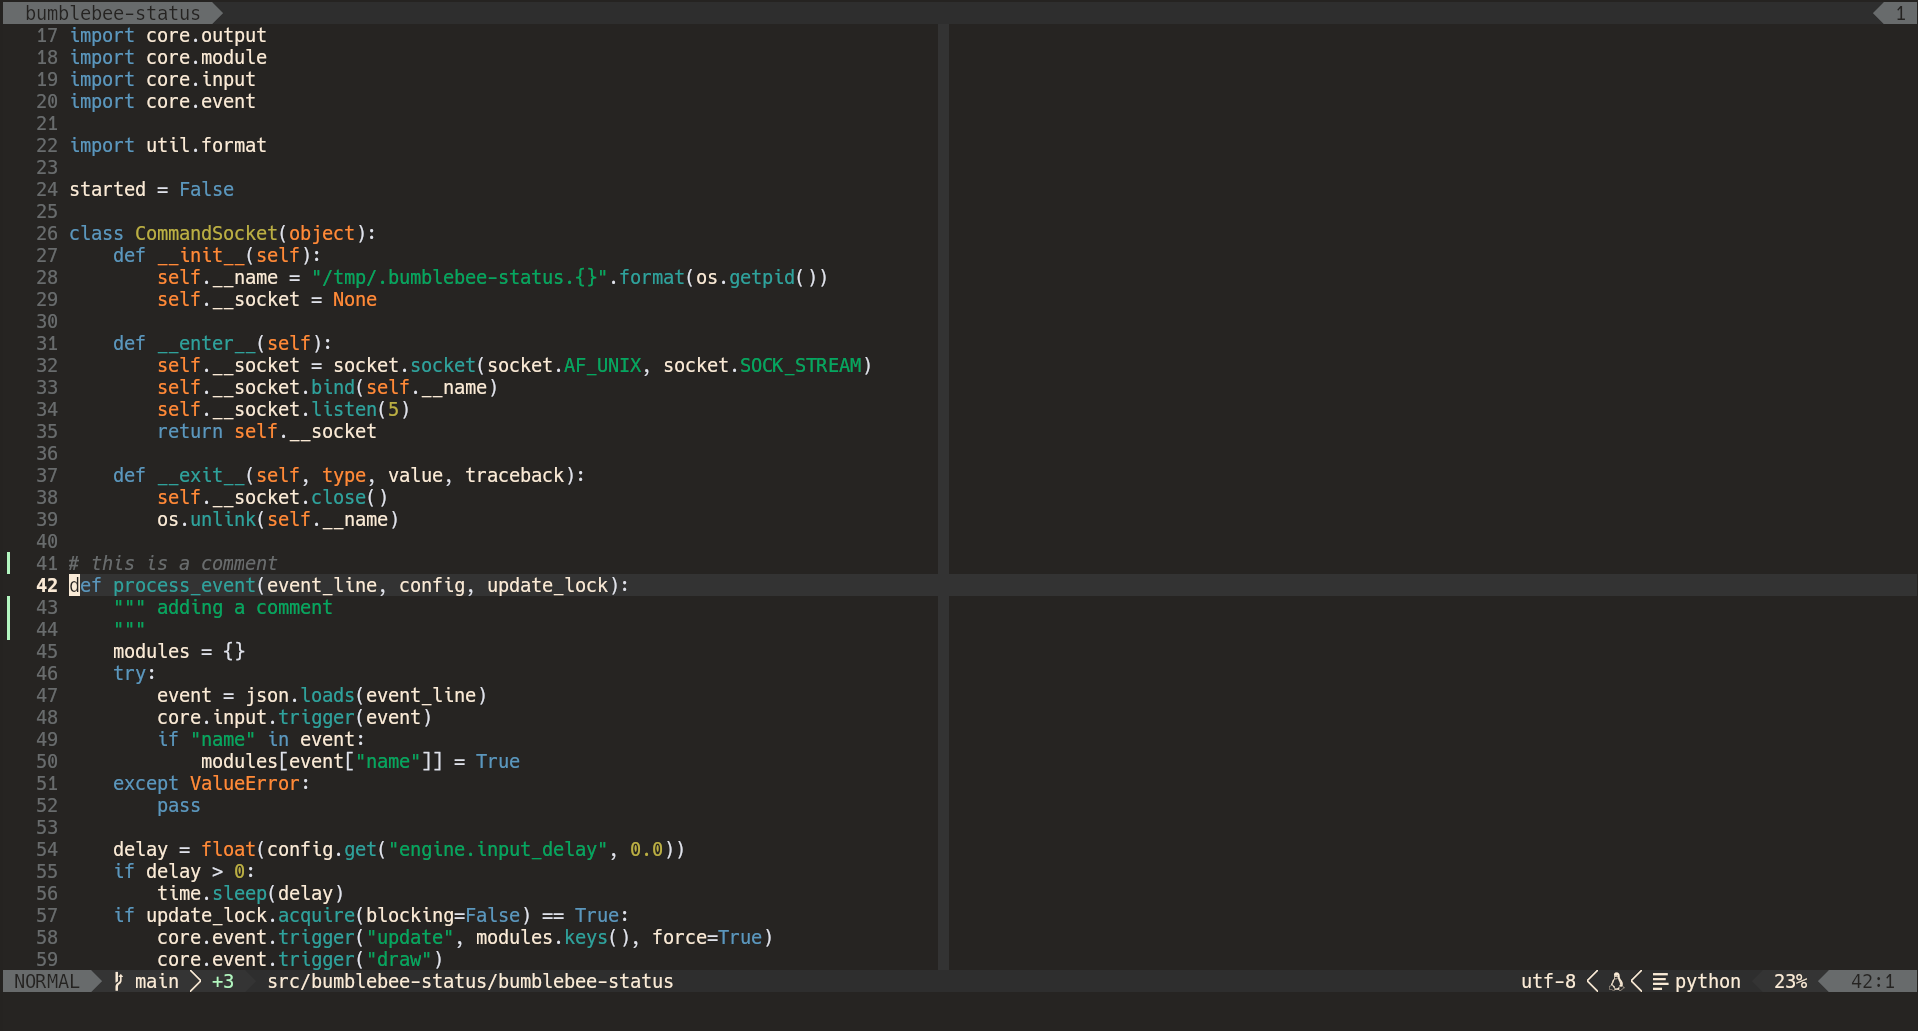 bumblebee-status 1
17 import core.output
18 import core.module
19 import core.input
20 import core.event
21
22 import util.format
23
24 started = False
25
26 class CommandSocket(object):
27     def __init__(self):
28         self.__name = "/tmp/.bumblebee-status.{}".format(os.getpid())
29         self.__socket = None
30
31     def __enter__(self):
32         self.__socket = socket.socket(socket.AF_UNIX, socket.SOCK_STREAM)
33         self.__socket.bind(self.__name)
34         self.__socket.listen(5)
35         return self.__socket
36
37     def __exit__(self, type, value, traceback):
38         self.__socket.close()
39         os.unlink(self.__name)
40
41 # this is a comment
42 def process_event(event_line, config, update_lock):
43     """ adding a comment
44     """
45     modules = {}
46     try:
47         event = json.loads(event_line)
48         core.input.trigger(event)
49         if "name" in event:
50             modules[event["name"]] = True
51     except ValueError:
52         pass
53
54     delay = float(config.get("engine.input_delay", 0.0))
55     if delay > 0:
56         time.sleep(delay)
57     if update_lock.acquire(blocking=False) == True:
58         core.event.trigger("update", modules.keys(), force=True)
59         core.event.trigger("draw")
NORMAL main +3 src/bumblebee-status/bumblebee-status utf-8 python 23% 42:1